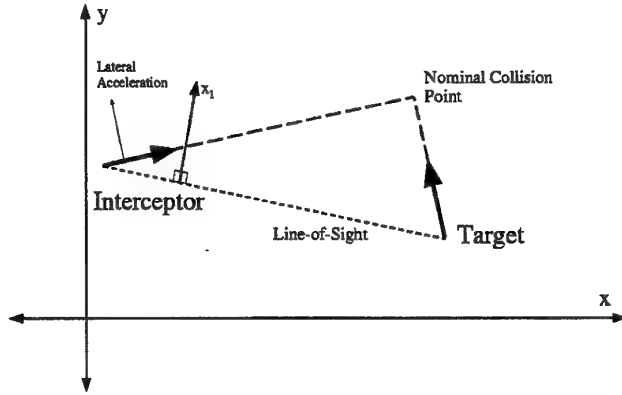 y
Lateral
Acceleration
x₁
Nominal Collision
Point
Interceptor
Line-of-Sight
Target
x